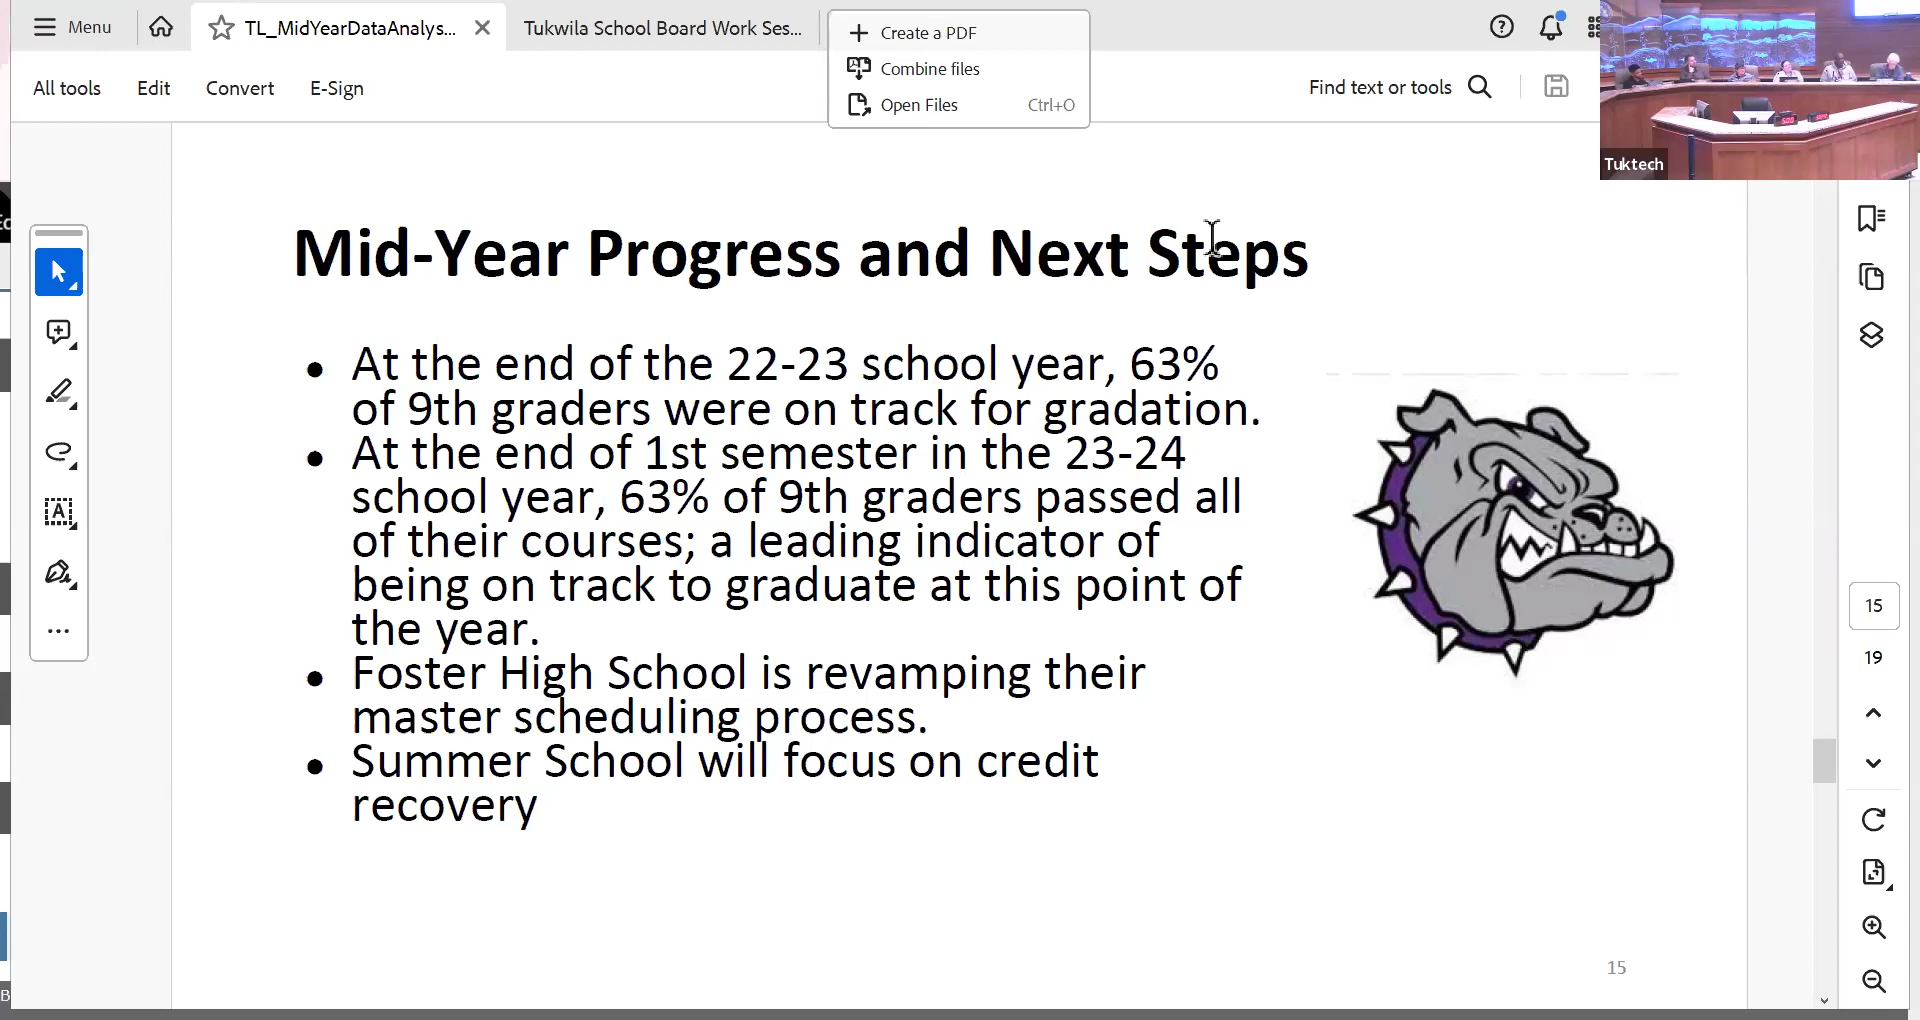 Menu
TL_MidYearDataAnalys...
Tukwila School Board Work Ses...
Create a PDF
Combine files
Open Files Ctrl+O
All tools
Edit
Convert
E-Sign
Find text or tools
Tuktech
Mid-Year Progress and Next Steps
● At the end of the 22-23 school year, 63%
of 9th graders were on track for gradation.
● At the end of 1st semester in the 23-24
school year, 63% of 9th graders passed all
of their courses; a leading indicator of
being on track to graduate at this point of
the year.
● Foster High School is revamping their
master scheduling process.
● Summer School will focus on credit
recovery
15
15
19